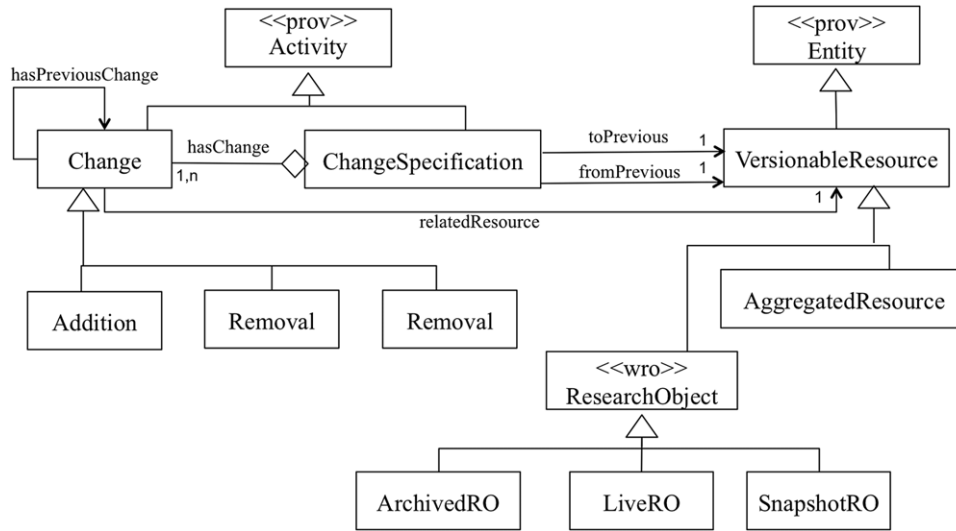 <<prov>>
Activity
<<prov>>
Entity
hasPreviousChange
Change
hasChange
1,n
ChangeSpecification
toPrevious
1
fromPrevious
1
VersionableResource
relatedResource
1
Addition
Removal
Removal
AggregatedResource
<<wro>>
ResearchObject
ArchivedRO
LiveRO
SnapshotRO